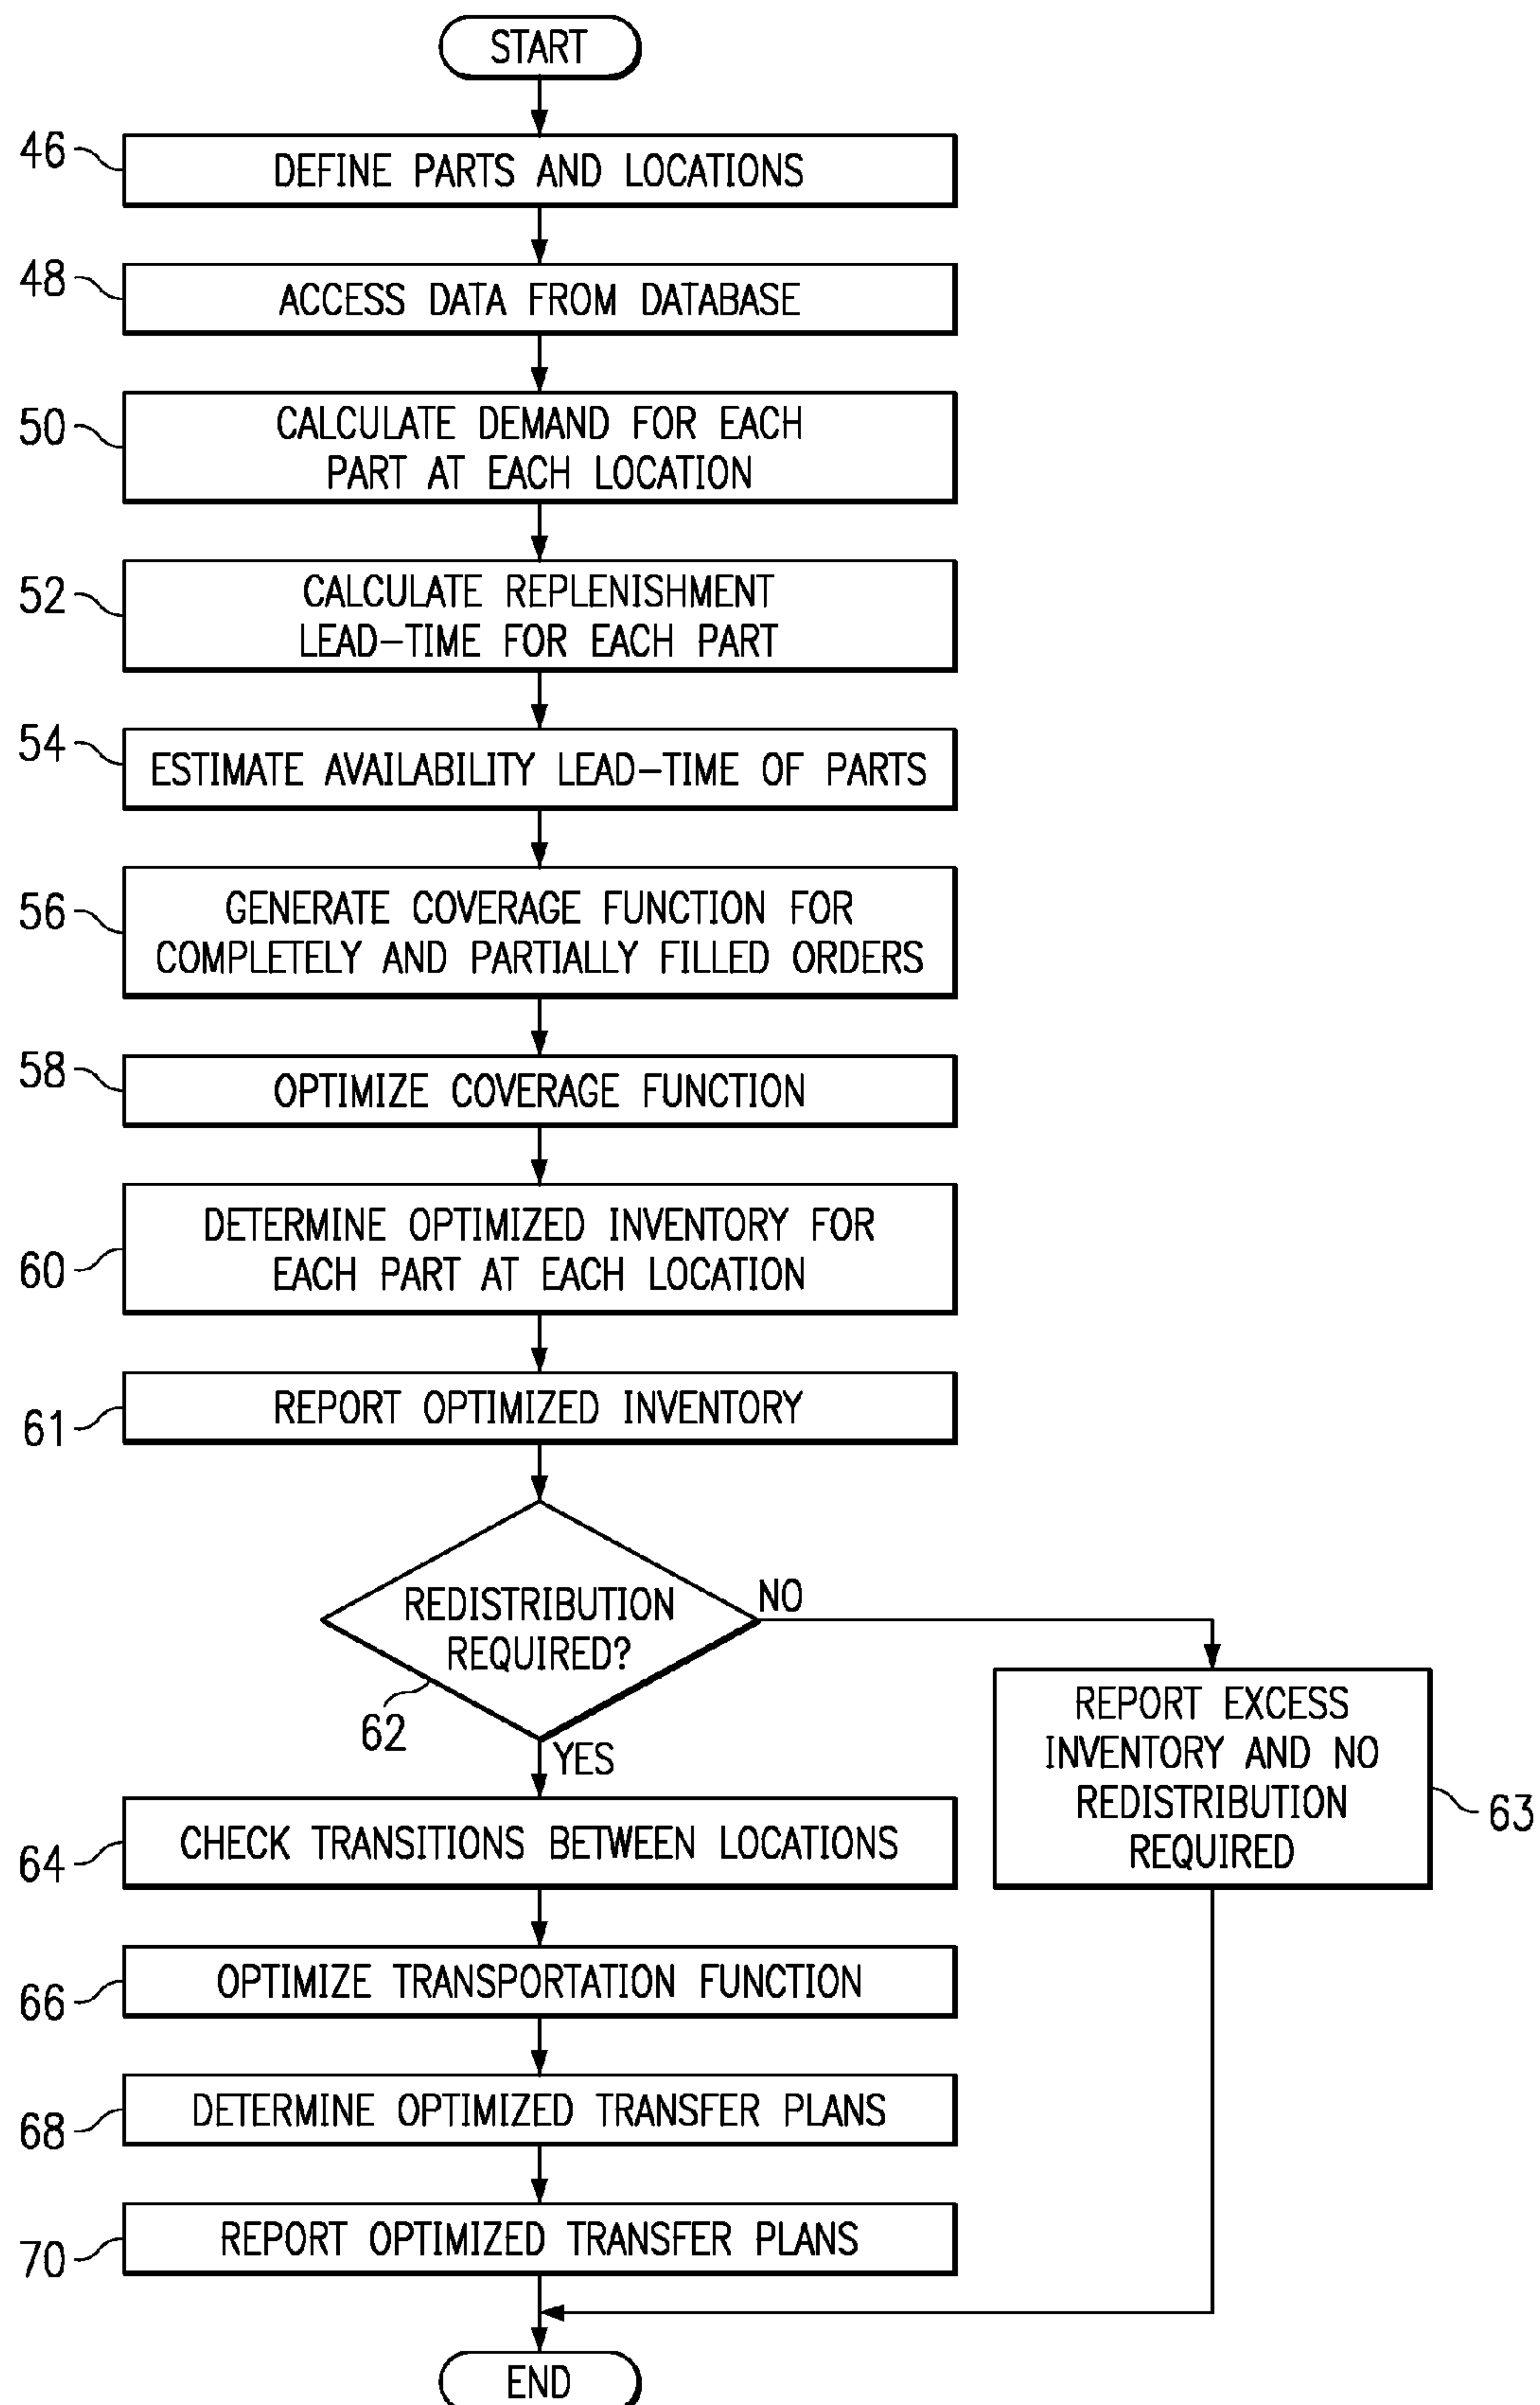 START
46
DEFINE PARTS AND LOCATIONS
48
ACCESS DATA FROM DATABASE
50
CALCULATE DEMAND FOR EACH
PART AT EACH LOCATION
52
CALCULATE REPLENISHMENT
LEAD-TIME FOR EACH PART
54
ESTIMATE AVAILABILITY LEAD-TIME OF PARTS
56
GENERATE COVERAGE FUNCTION FOR
COMPLETELY AND PARTIALLY FILLED ORDERS
58
OPTIMIZE COVERAGE FUNCTION
60
DETERMINE OPTIMIZED INVENTORY FOR
EACH PART AT EACH LOCATION
61
REPORT OPTIMIZED INVENTORY
REDISTRIBUTION
REQUIRED?
62
NO
YES
REPORT EXCESS
INVENTORY AND NO
REDISTRIBUTION
REQUIRED
63
64
CHECK TRANSITIONS BETWEEN LOCATIONS
66
OPTIMIZE TRANSPORTATION FUNCTION
68
DETERMINE OPTIMIZED TRANSFER PLANS
70
REPORT OPTIMIZED TRANSFER PLANS
END